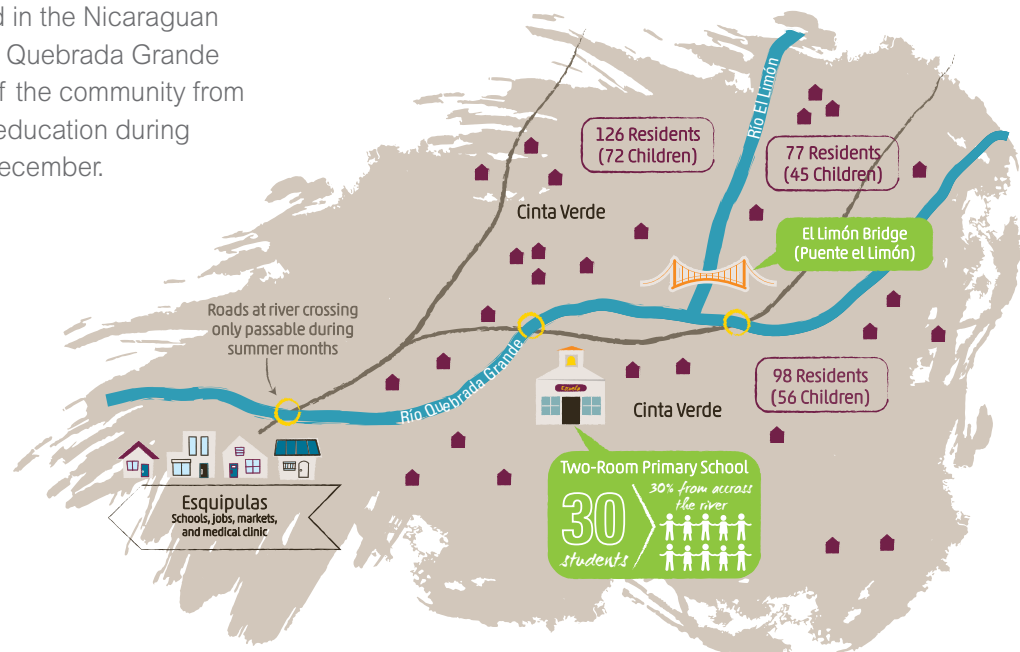 d in the Nicaraguan
Quebrada Grande
f the community from
education during
ecember.
Río El Limón
126 Residents
(72 Children)
77 Residents
(45 Children)
Cinta Verde
El Limón Bridge
(Puente el Limón)
Roads at river crossing
only passable during
summer months
Río Quebrada Grande
Escuela
98 Residents
(56 Children)
Cinta Verde
Two-Room Primary School
30
students
30% from accross
the river
Esquipulas
Schools, jobs, markets,
and medical clinic